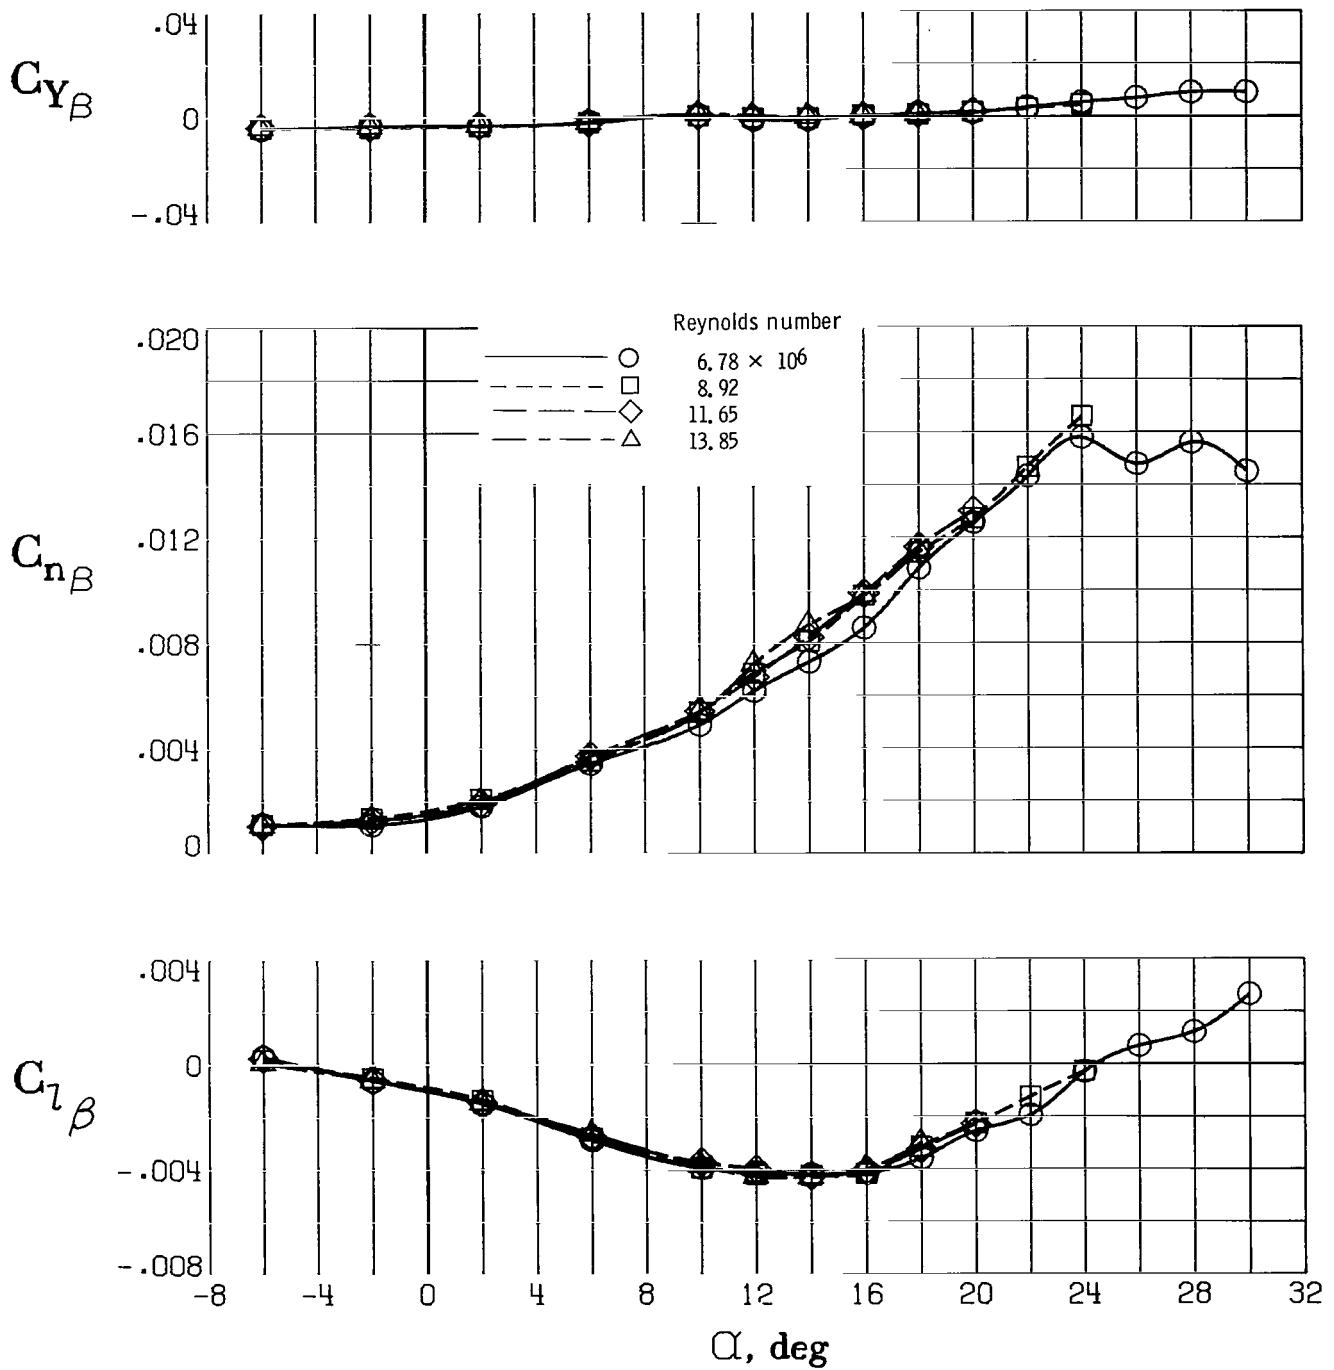 .04
C_Yβ
0
-.04
Reynolds number
6.78 × 10⁶
8.92
11.65
13.85
.020
.016
.012
C_nβ
.008
.004
0
.004
0
C_lβ
-.004
-.008
-8 -4 0 4 8 12 16 20 24 28 32
α, deg